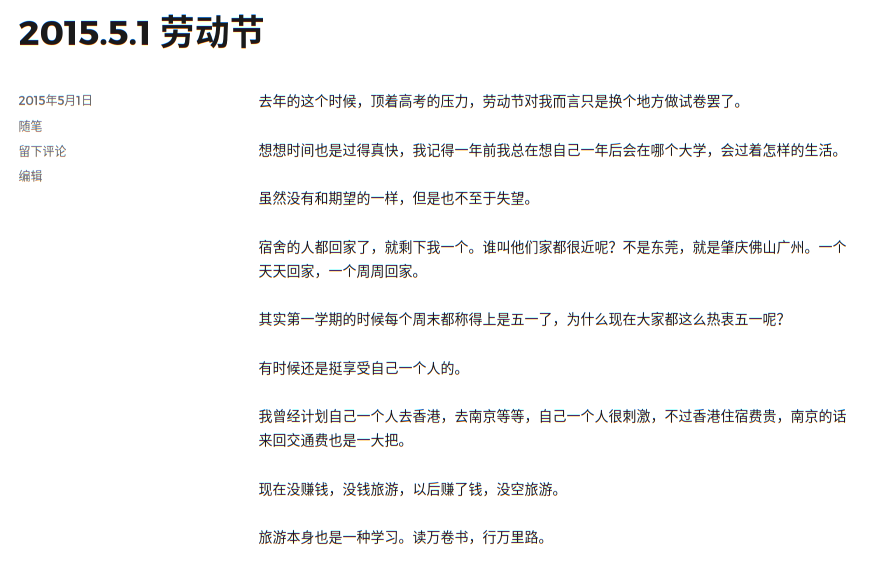 2015.5.1 劳动节
2015年5月1日
随笔
留下评论
编辑
去年的这个时候，顶着高考的压力，劳动节对我而言只是换个地方做试卷罢了。
想想时间也是过得真快，我记得一年前我总在想自己一年后会在哪个大学，会过着怎样的生活。
虽然没有和期望的一样，但是也不至于失望。
宿舍的人都回家了，就剩下我一个。谁叫他们家都很近呢？不是东莞，就是肇庆佛山广州。一个
天天回家，一个周周回家。
其实第一学期的时候每个周末都称得上是五一了，为什么现在大家都这么热衷五一呢？
有时候还是挺享受自己一个人的。
我曾经计划自己一个人去香港，去南京等等，自己一个人很刺激，不过香港住宿费贵，南京的话
来回交通费也是一大把。
现在没赚钱，没钱旅游，以后赚了钱，没空旅游。
旅游本身也是一种学习。读万卷书，行万里路。